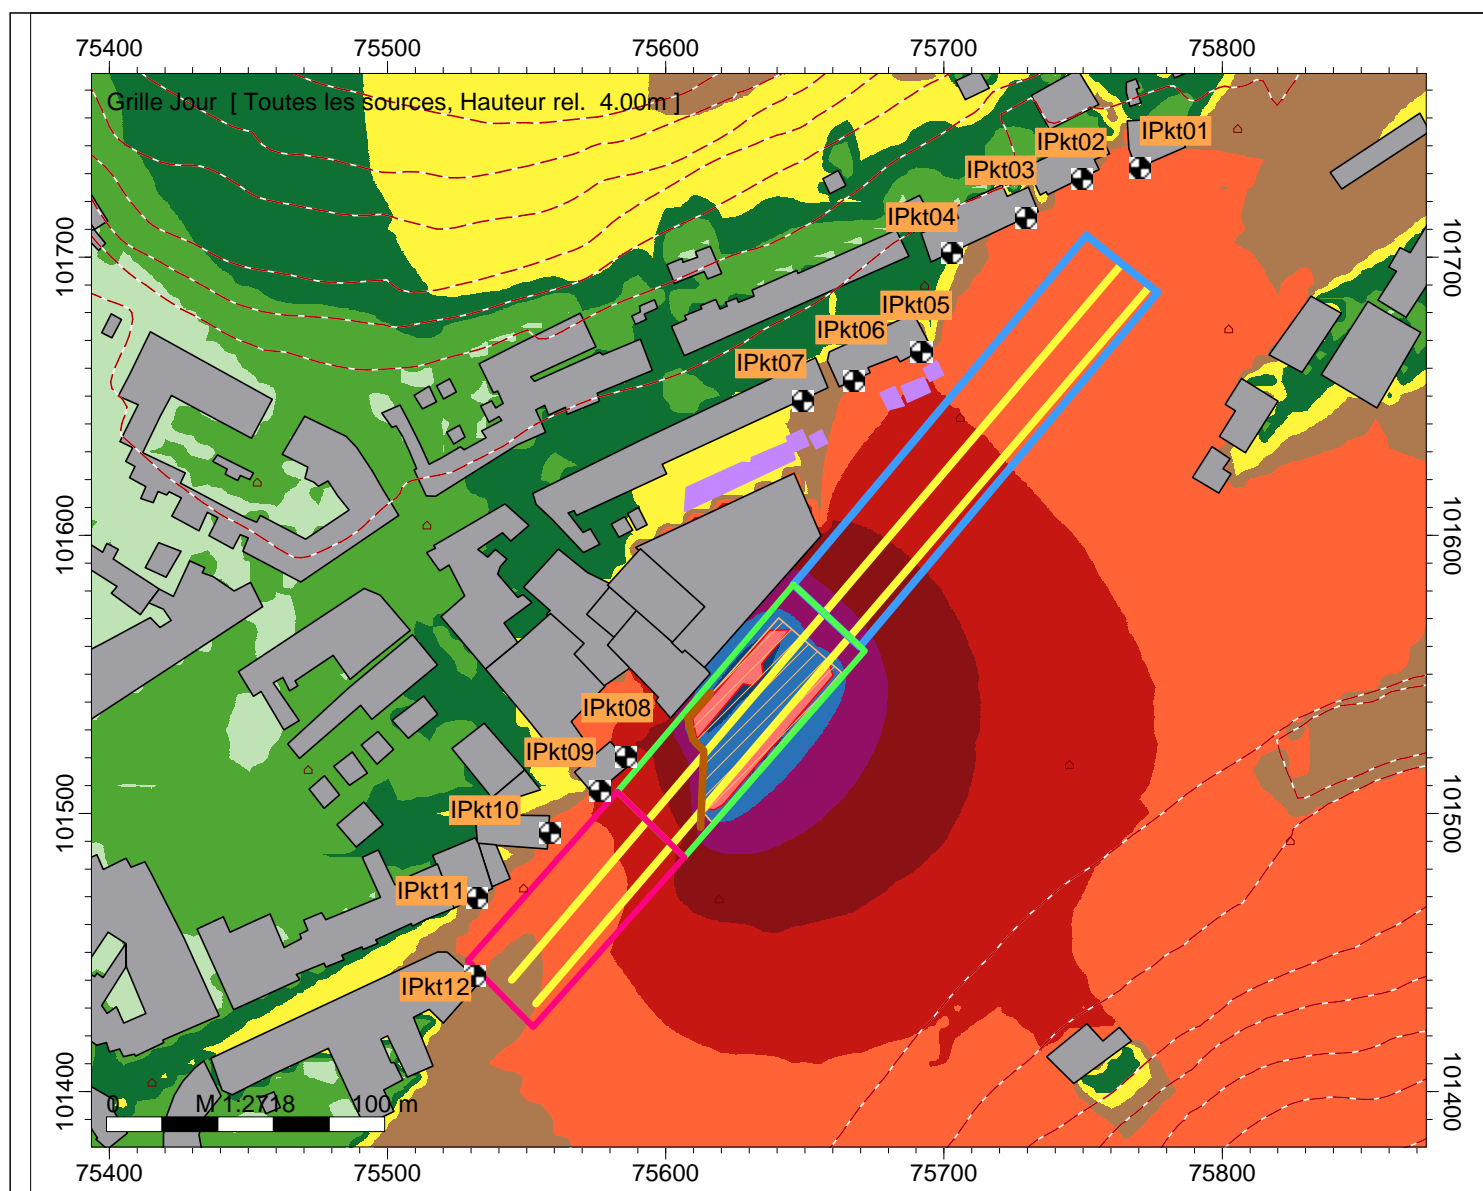 75400 75500 75600 75700 75800
Grille Jour [ Toutes les sources, Hauteur rel. 4.00m ]
IPkt01
IPkt02
IPkt03
IPkt04
101700
101700
IPkt05
IPkt06
IPkt07
101600
101600
IPkt08
IPkt09
IPkt10
101500
101500
IPkt11
IPkt12
101400
101400
0 M 1:2718 100 m
75400 75500 75600 75700 75800